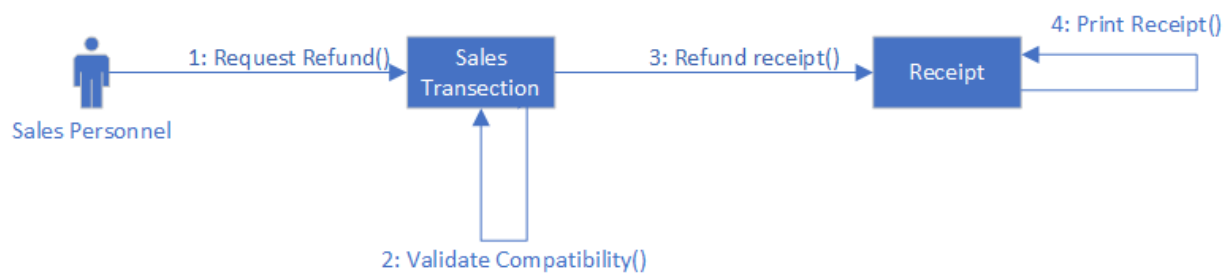 4: Print Receipt()
1: Request Refund()
Sales
Transection
3: Refund receipt()
Receipt
Sales Personnel
2: Validate Compatibility()